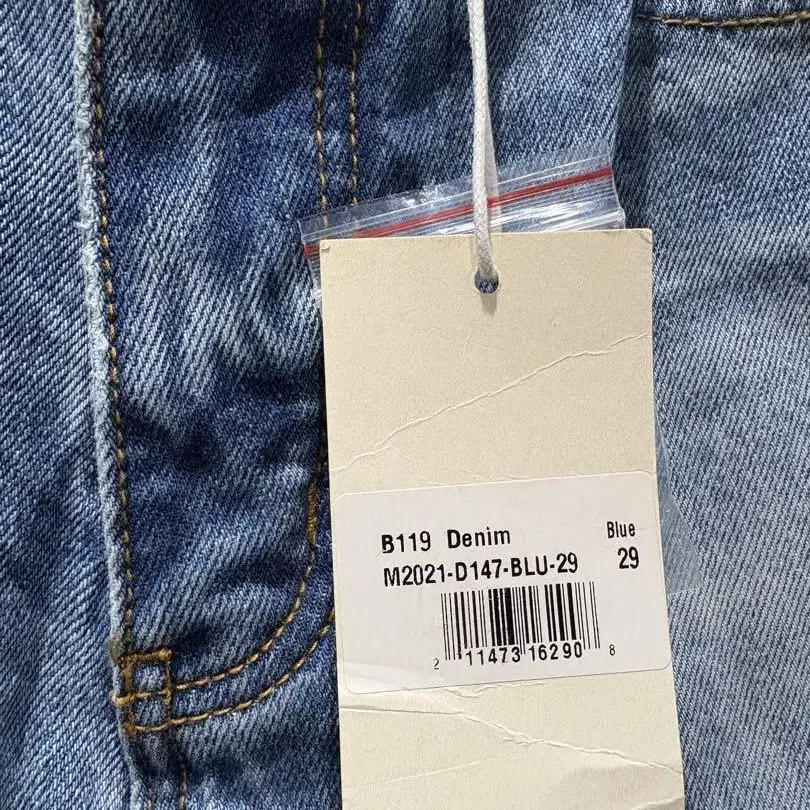 B119 Denim Blue
M2021-D147-BLU-29 29
2 11473 16290 8